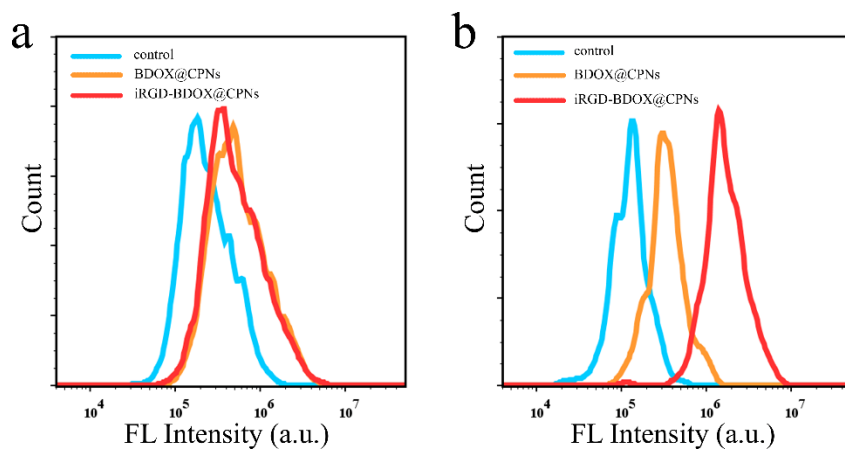 a
control
BDOX@CPNs
iRGD-BDOX@CPNs
Count
10⁴ 10⁵ 10⁶ 10⁷
FL Intensity (a.u.)
b
control
BDOX@CPNs
iRGD-BDOX@CPNs
Count
10⁴ 10⁵ 10⁶ 10⁷
FL Intensity (a.u.)